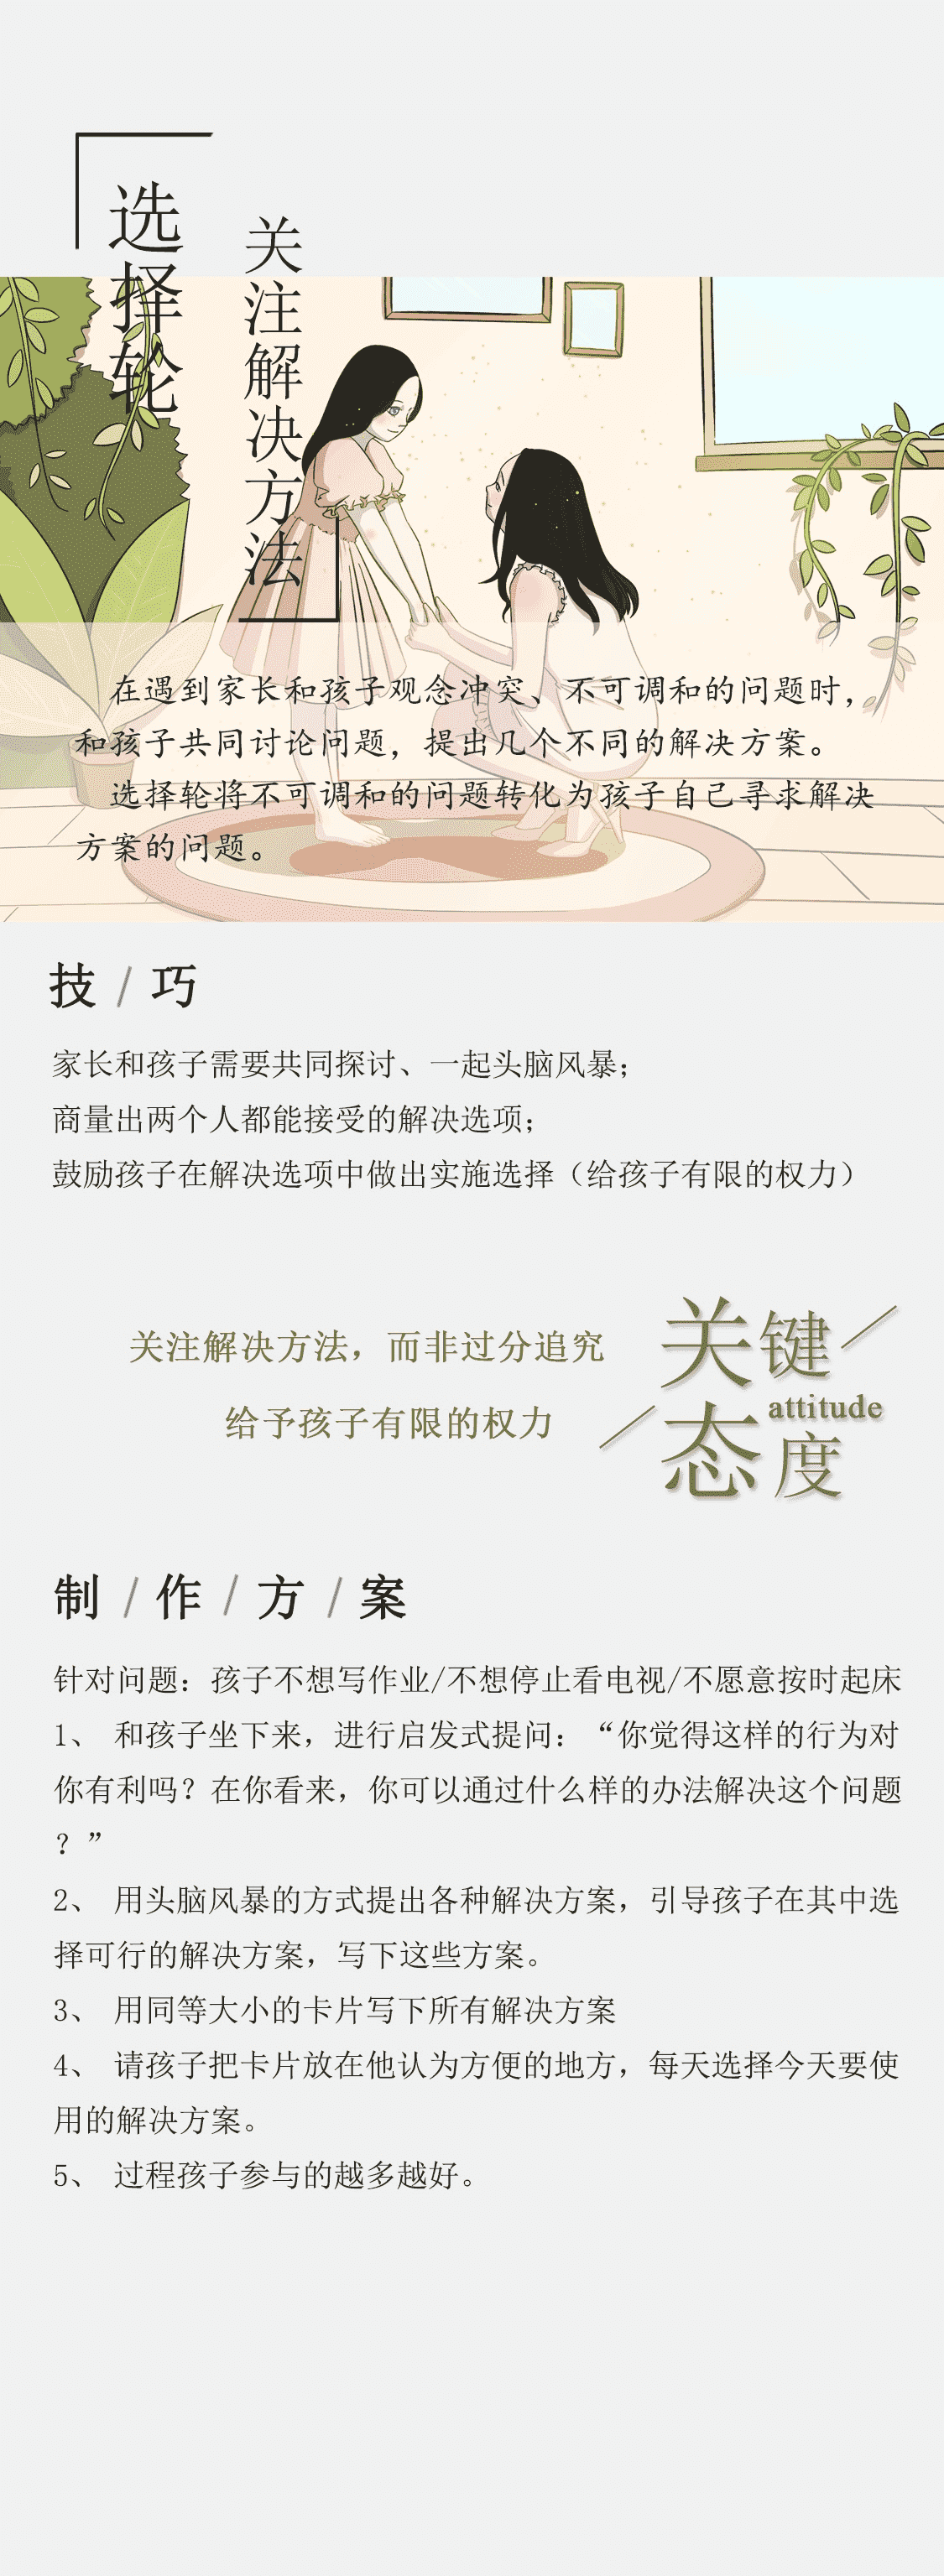 选择轮
关注解决方法
在遇到家长和孩子观念冲突、不可调和的问题时，
和孩子共同讨论问题，提出几个不同的解决方案。
选择轮将不可调和的问题转化为孩子自己寻求解决
方案的问题。
技/巧
家长和孩子需要共同探讨、一起头脑风暴；
商量出两个人都能接受的解决选项；
鼓励孩子在解决选项中做出实施选择（给孩子有限的权力）
关注解决方法，而非过分追究
给予孩子有限的权力
关键
态度
attitude
制/作/方/案
针对问题：孩子不想写作业/不想停止看电视/不愿意按时起床
1、 和孩子坐下来，进行启发式提问：“你觉得这样的行为对
你有利吗？在你看来，你可以通过什么样的办法解决这个问题
？”
2、 用头脑风暴的方式提出各种解决方案，引导孩子在其中选
择可行的解决方案，写下这些方案。
3、 用同等大小的卡片写下所有解决方案
4、 请孩子把卡片放在他认为方便的地方，每天选择今天要使
用的解决方案。
5、 过程孩子参与的越多越好。